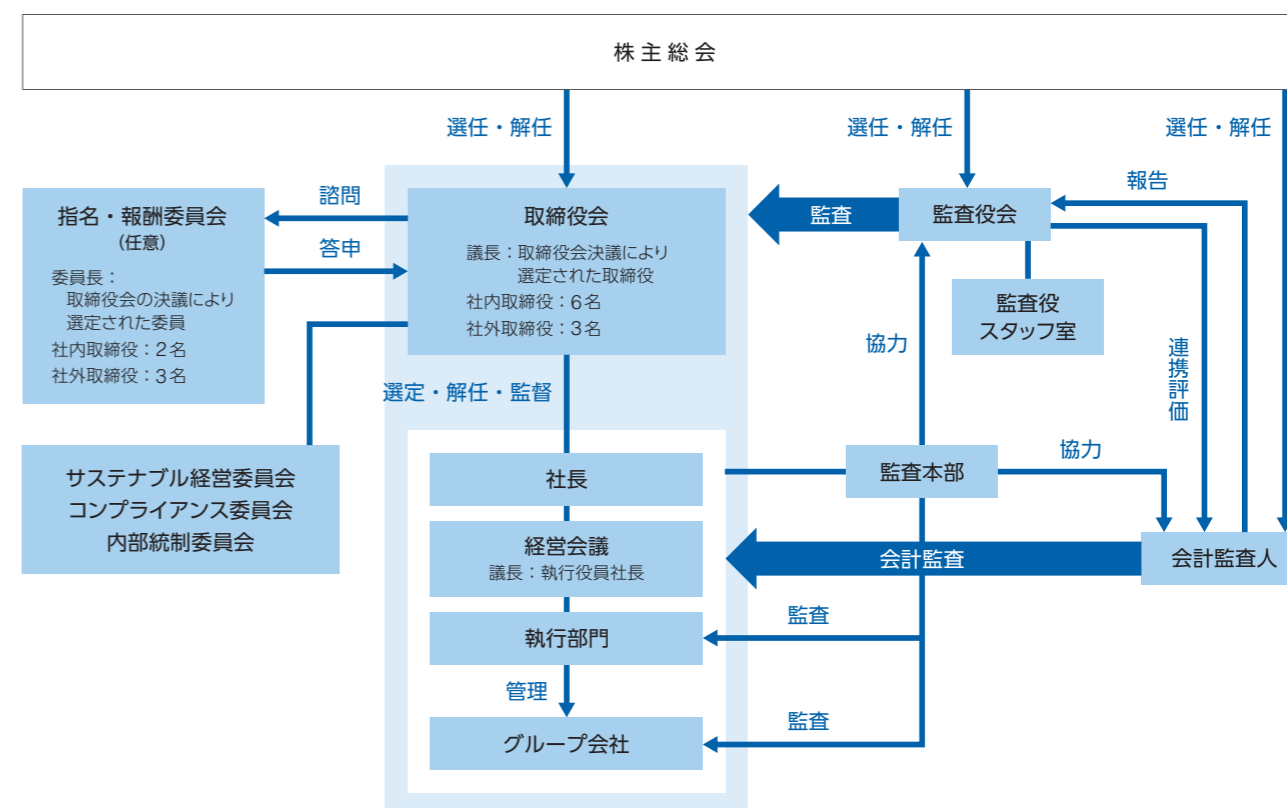 株主総会
選任・解任
選任・解任
選任・解任
指名・報酬委員会
(任意)
委員長：
取締役会の決議により
選定された委員
社内取締役：2名
社外取締役：3名
諮問
答申
取締役会
議長：取締役会決議により
選定された取締役
社内取締役：6名
社外取締役：3名
監査
監査役会
報告
監査役
スタッフ室
協力
連携評価
選定・解任・監督
サステナブル経営委員会
コンプライアンス委員会
内部統制委員会
社長
監査本部
協力
経営会議
議長：執行役員社長
会計監査
会計監査人
執行部門
監査
管理
グループ会社
監査